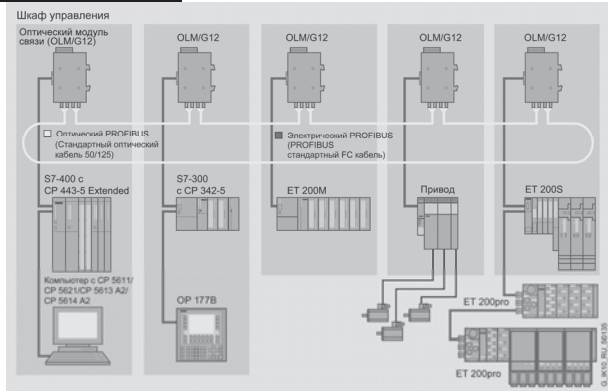 Шкаф управления
Оптический модуль
связи (OLM/G12)
OLM/G12
OLM/G12
OLM/G12
OLM/G12
Оптический PROFIBUS
(Стандартный оптический
кабель 50/125)
Электрический PROFIBUS
(PROFIBUS
стандартный FC кабель)
S7-400 с
CP 443-5 Extended
S7-300
с CP 342-5
ET 200M
Привод
ET 200S
Компьютер с CP 5611/
CP 5621/CP 5613 A2/
CP 5614 A2
OP 177B
ET 200pro
ET 200pro
G_IK10_RU_50135